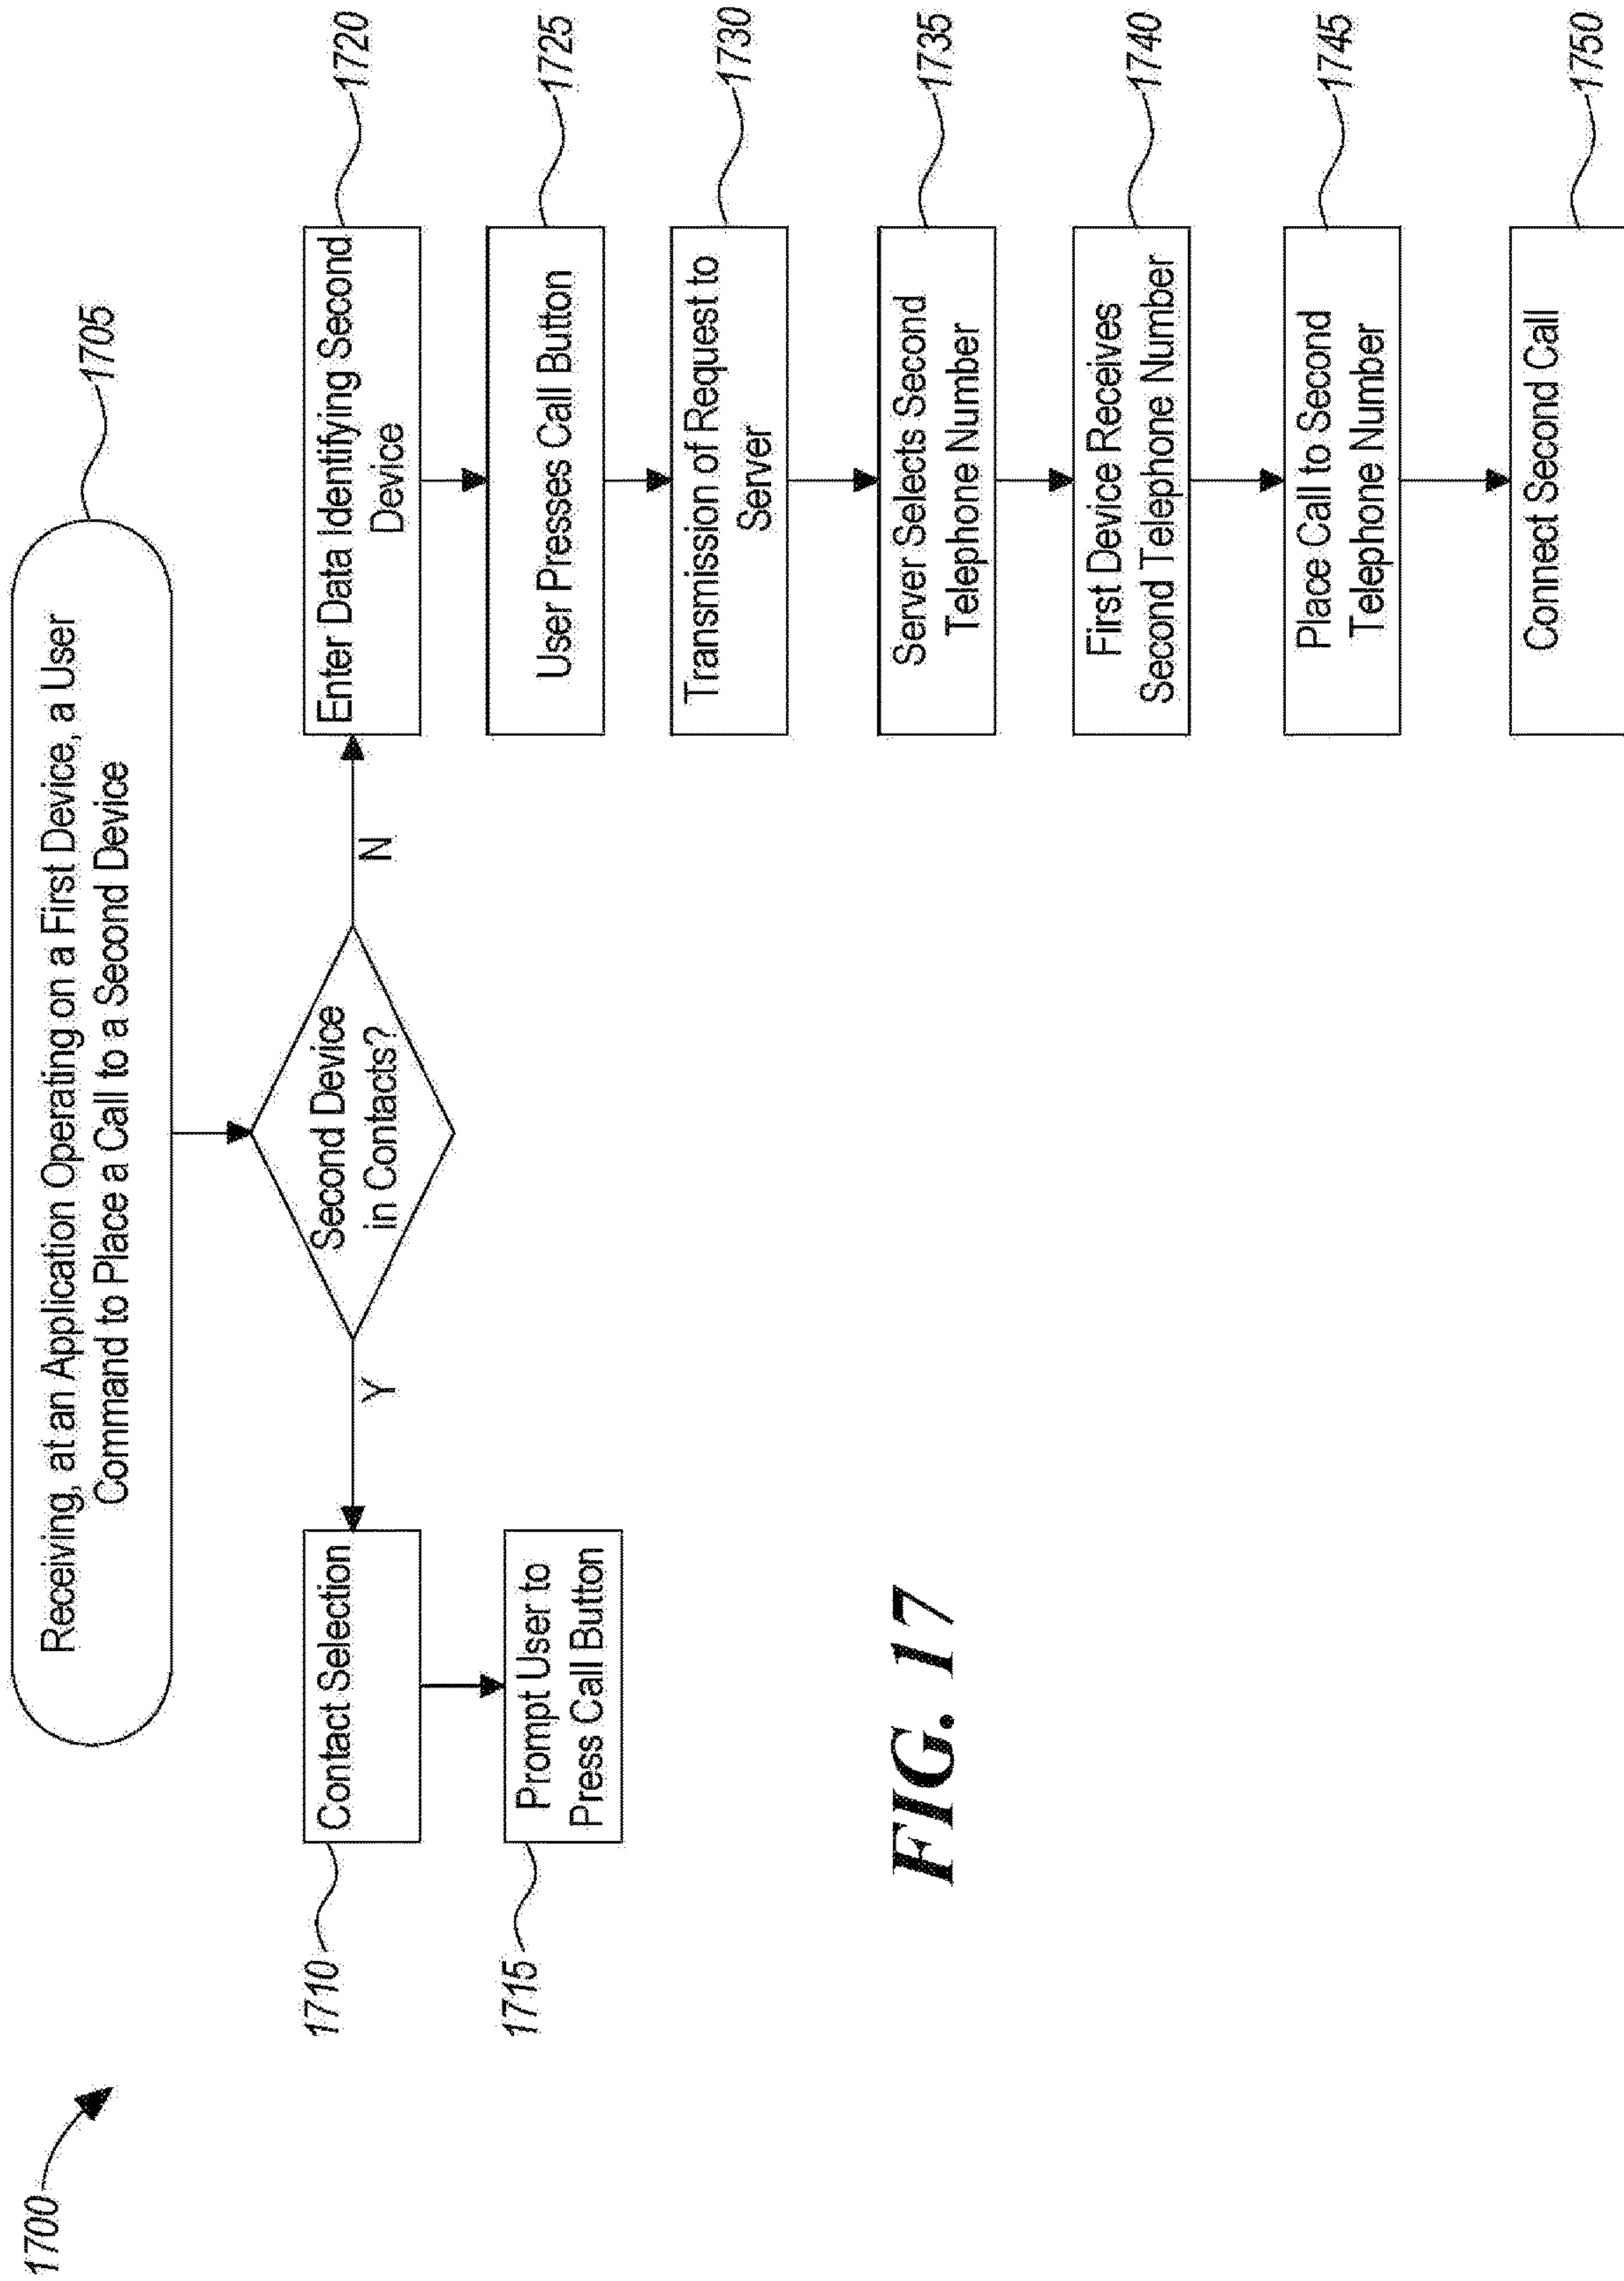 1700
Receiving, at an Application Operating on a First Device, a User
Command to Place a Call to a Second Device
1705
Second Device
in Contacts?
Y
N
1710
Contact Selection
1715
Prompt User to
Press Call Button
Enter Data Identifying Second
Device
1720
User Presses Call Button
1725
Transmission of Request to
Server
1730
Server Selects Second
Telephone Number
1735
First Device Receives
Second Telephone Number
1740
Place Call to Second
Telephone Number
1745
Connect Second Call
1750
FIG. 17